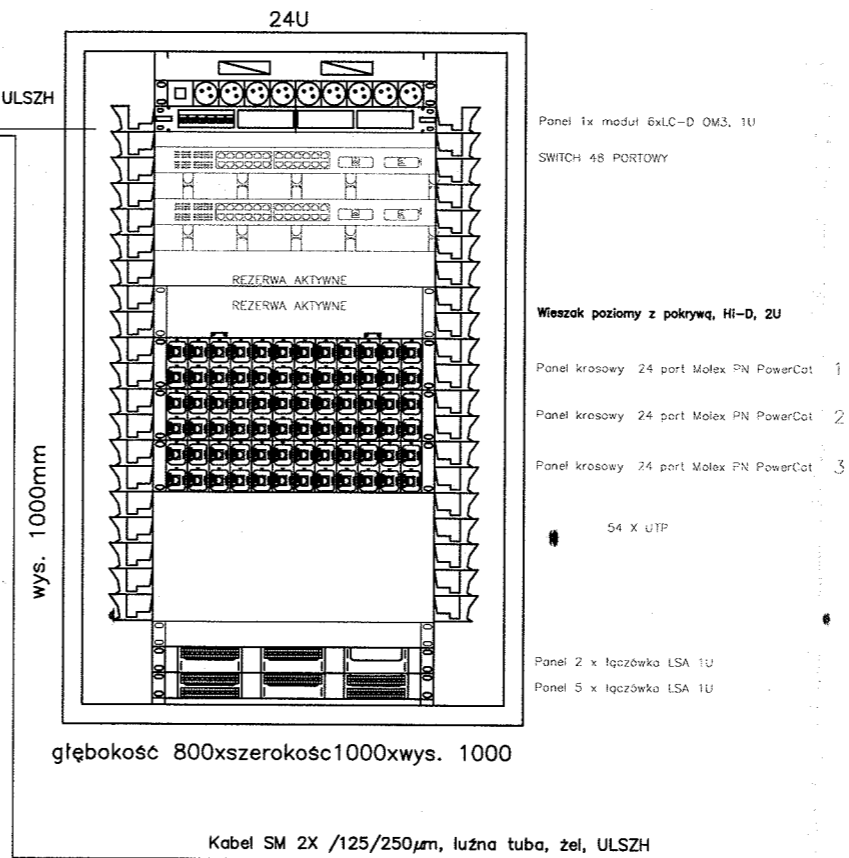 24U
ULSZH
Panel 1x moduł 6xLC-D OM3, 1U
SWITCH 48 PORTOWY
REZERWA AKTYWNE
REZERWA AKTYWNE
Wieszak poziomy z pokrywą, Hi-D, 2U
Panel krosowy 24 port Molex PN PowerCat 1
Panel krosowy 24 port Molex PN PowerCat 2
Panel krosowy 24 port Molex PN PowerCat 3
wys. 1000mm
54 X UTP
Panel 2 x łączówka LSA 1U
Panel 5 x łączówka LSA 1U
głębokość 800xszerokośc1000xwys. 1000
Kabel SM 2X /125/250µm, luźna tuba, żel, ULSZH